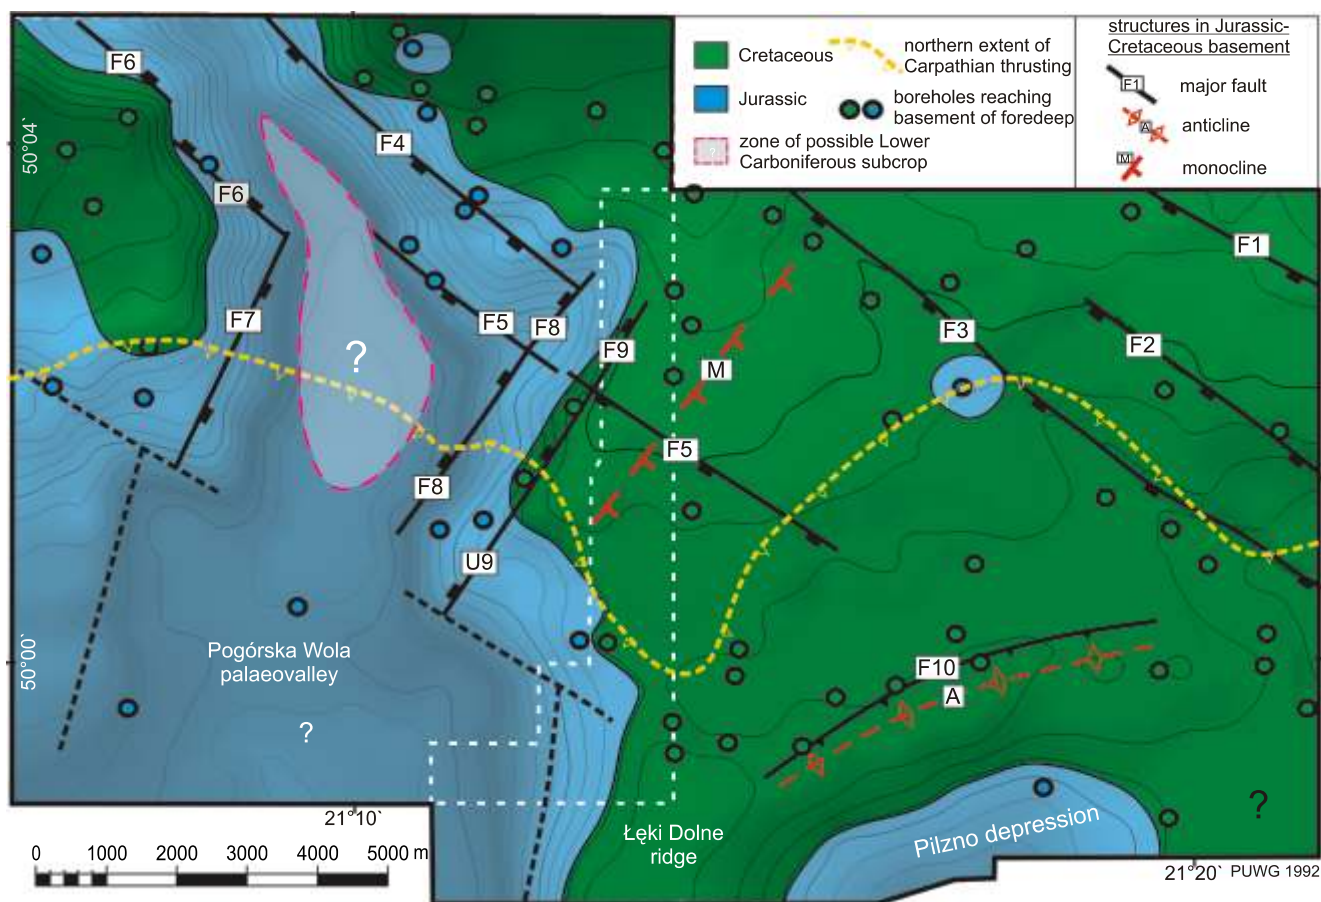 structures in Jurassic-
Cretaceous basement
Cretaceous
Jurassic
?
zone of possible Lower
Carboniferous subcrop
northern extent of
Carpathian thrusting
boreholes reaching
basement of foredeep
F1
major fault
A
anticline
M
monocline
F6
F4
F6
F7
F5
F8
F9
F1
F3
F2
M
?
F5
F8
U9
F10
A
50°04`
50°00`
Pogórska Wola
palaeovalley
?
?
Łęki Dolne
ridge
Pilzno depression
21°10`
21°20`
PUWG 1992
0 1000 2000 3000 4000 5000 m